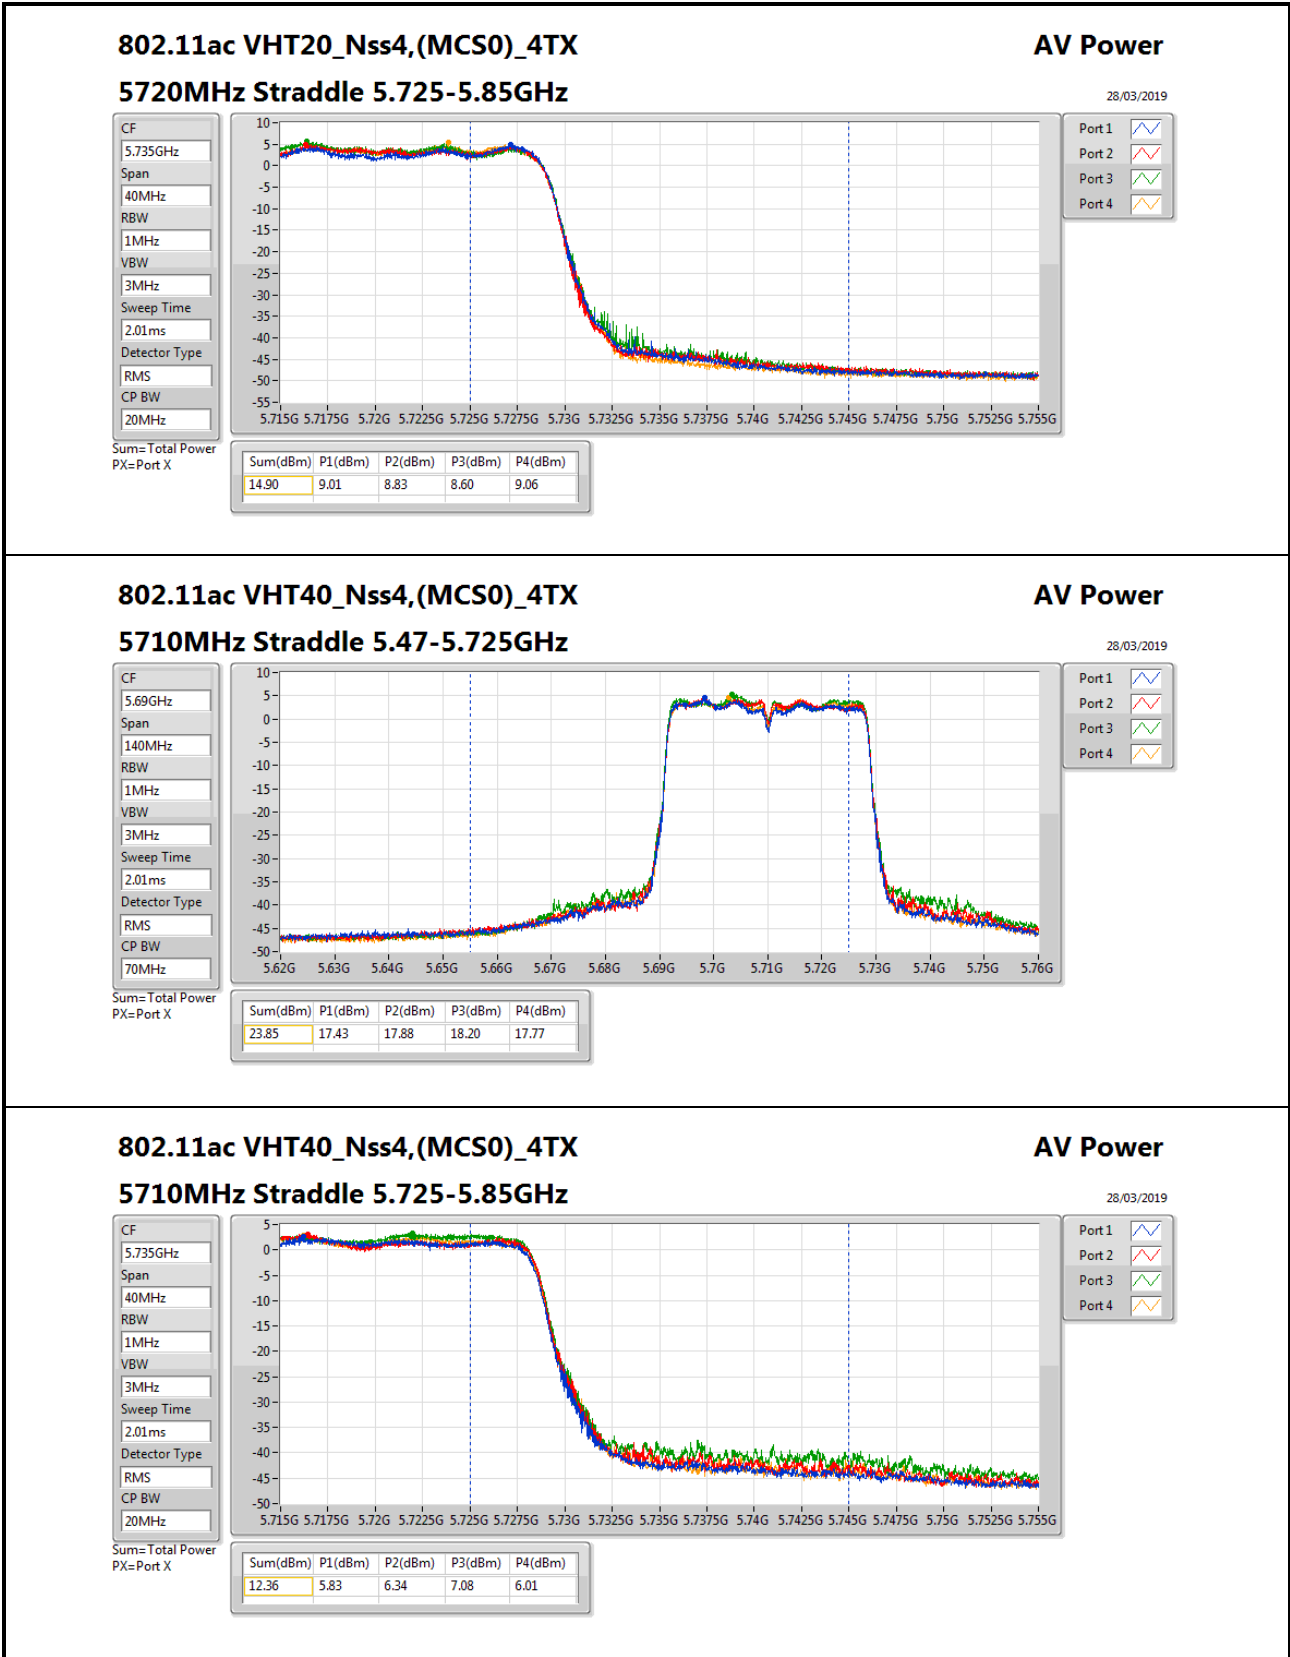 802.11ac VHT20_Nss4,(MCS0)_4TX AV Power
5720MHz Straddle 5.725-5.85GHz 28/03/2019
CF
5.735GHz
Span
40MHz
RBW
1MHz
VBW
3MHz
Sweep Time
2.01ms
Detector Type
RMS
CP BW
20MHz
Sum=Total Power
PX=Port X
10
5
0
-5
-10
-15
-20
-25
-30
-35
-40
-45
-50
-55
5.715G 5.7175G 5.72G 5.7225G 5.725G 5.7275G 5.73G 5.7325G 5.735G 5.7375G 5.74G 5.7425G 5.745G 5.7475G 5.75G 5.7525G 5.755G
Port 1
Port 2
Port 3
Port 4
Sum(dBm) P1(dBm) P2(dBm) P3(dBm) P4(dBm)
14.90 9.01 8.83 8.60 9.06
802.11ac VHT40_Nss4,(MCS0)_4TX AV Power
5710MHz Straddle 5.47-5.725GHz 28/03/2019
CF
5.69GHz
Span
140MHz
RBW
1MHz
VBW
3MHz
Sweep Time
2.01ms
Detector Type
RMS
CP BW
70MHz
Sum=Total Power
PX=Port X
10
5
0
-5
-10
-15
-20
-25
-30
-35
-40
-45
-50
5.62G 5.63G 5.64G 5.65G 5.66G 5.67G 5.68G 5.69G 5.7G 5.71G 5.72G 5.73G 5.74G 5.75G 5.76G
Port 1
Port 2
Port 3
Port 4
Sum(dBm) P1(dBm) P2(dBm) P3(dBm) P4(dBm)
23.85 17.43 17.88 18.20 17.77
802.11ac VHT40_Nss4,(MCS0)_4TX AV Power
5710MHz Straddle 5.725-5.85GHz 28/03/2019
CF
5.735GHz
Span
40MHz
RBW
1MHz
VBW
3MHz
Sweep Time
2.01ms
Detector Type
RMS
CP BW
20MHz
Sum=Total Power
PX=Port X
5
0
-5
-10
-15
-20
-25
-30
-35
-40
-45
-50
5.715G 5.7175G 5.72G 5.7225G 5.725G 5.7275G 5.73G 5.7325G 5.735G 5.7375G 5.74G 5.7425G 5.745G 5.7475G 5.75G 5.7525G 5.755G
Port 1
Port 2
Port 3
Port 4
Sum(dBm) P1(dBm) P2(dBm) P3(dBm) P4(dBm)
12.36 5.83 6.34 7.08 6.01